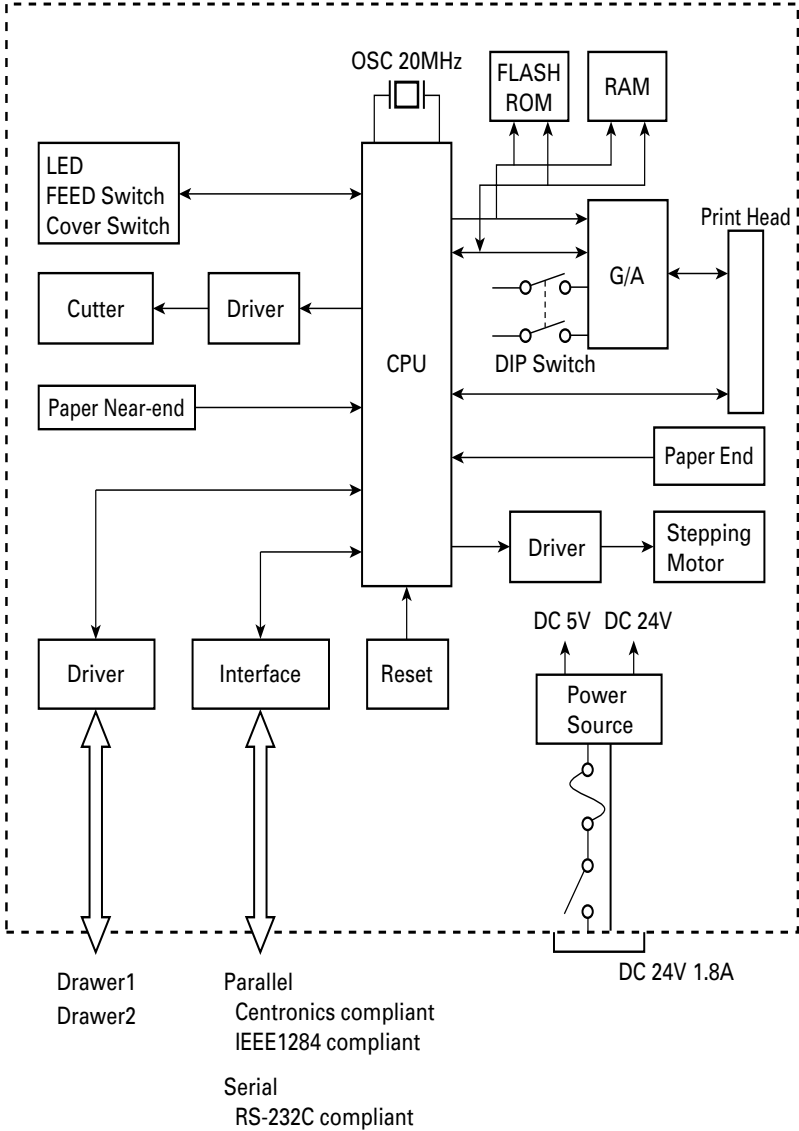 OSC 20MHz
FLASH
ROM
RAM
LED
FEED Switch
Cover Switch
Print Head
G/A
Cutter
Driver
DIP Switch
CPU
Paper Near-end
Paper End
Driver
Stepping
Motor
DC 5V
DC 24V
Driver
Interface
Reset
Power
Source
DC 24V 1.8A
Drawer1
Drawer2
Parallel
Centronics compliant
IEEE1284 compliant
Serial
RS-232C compliant